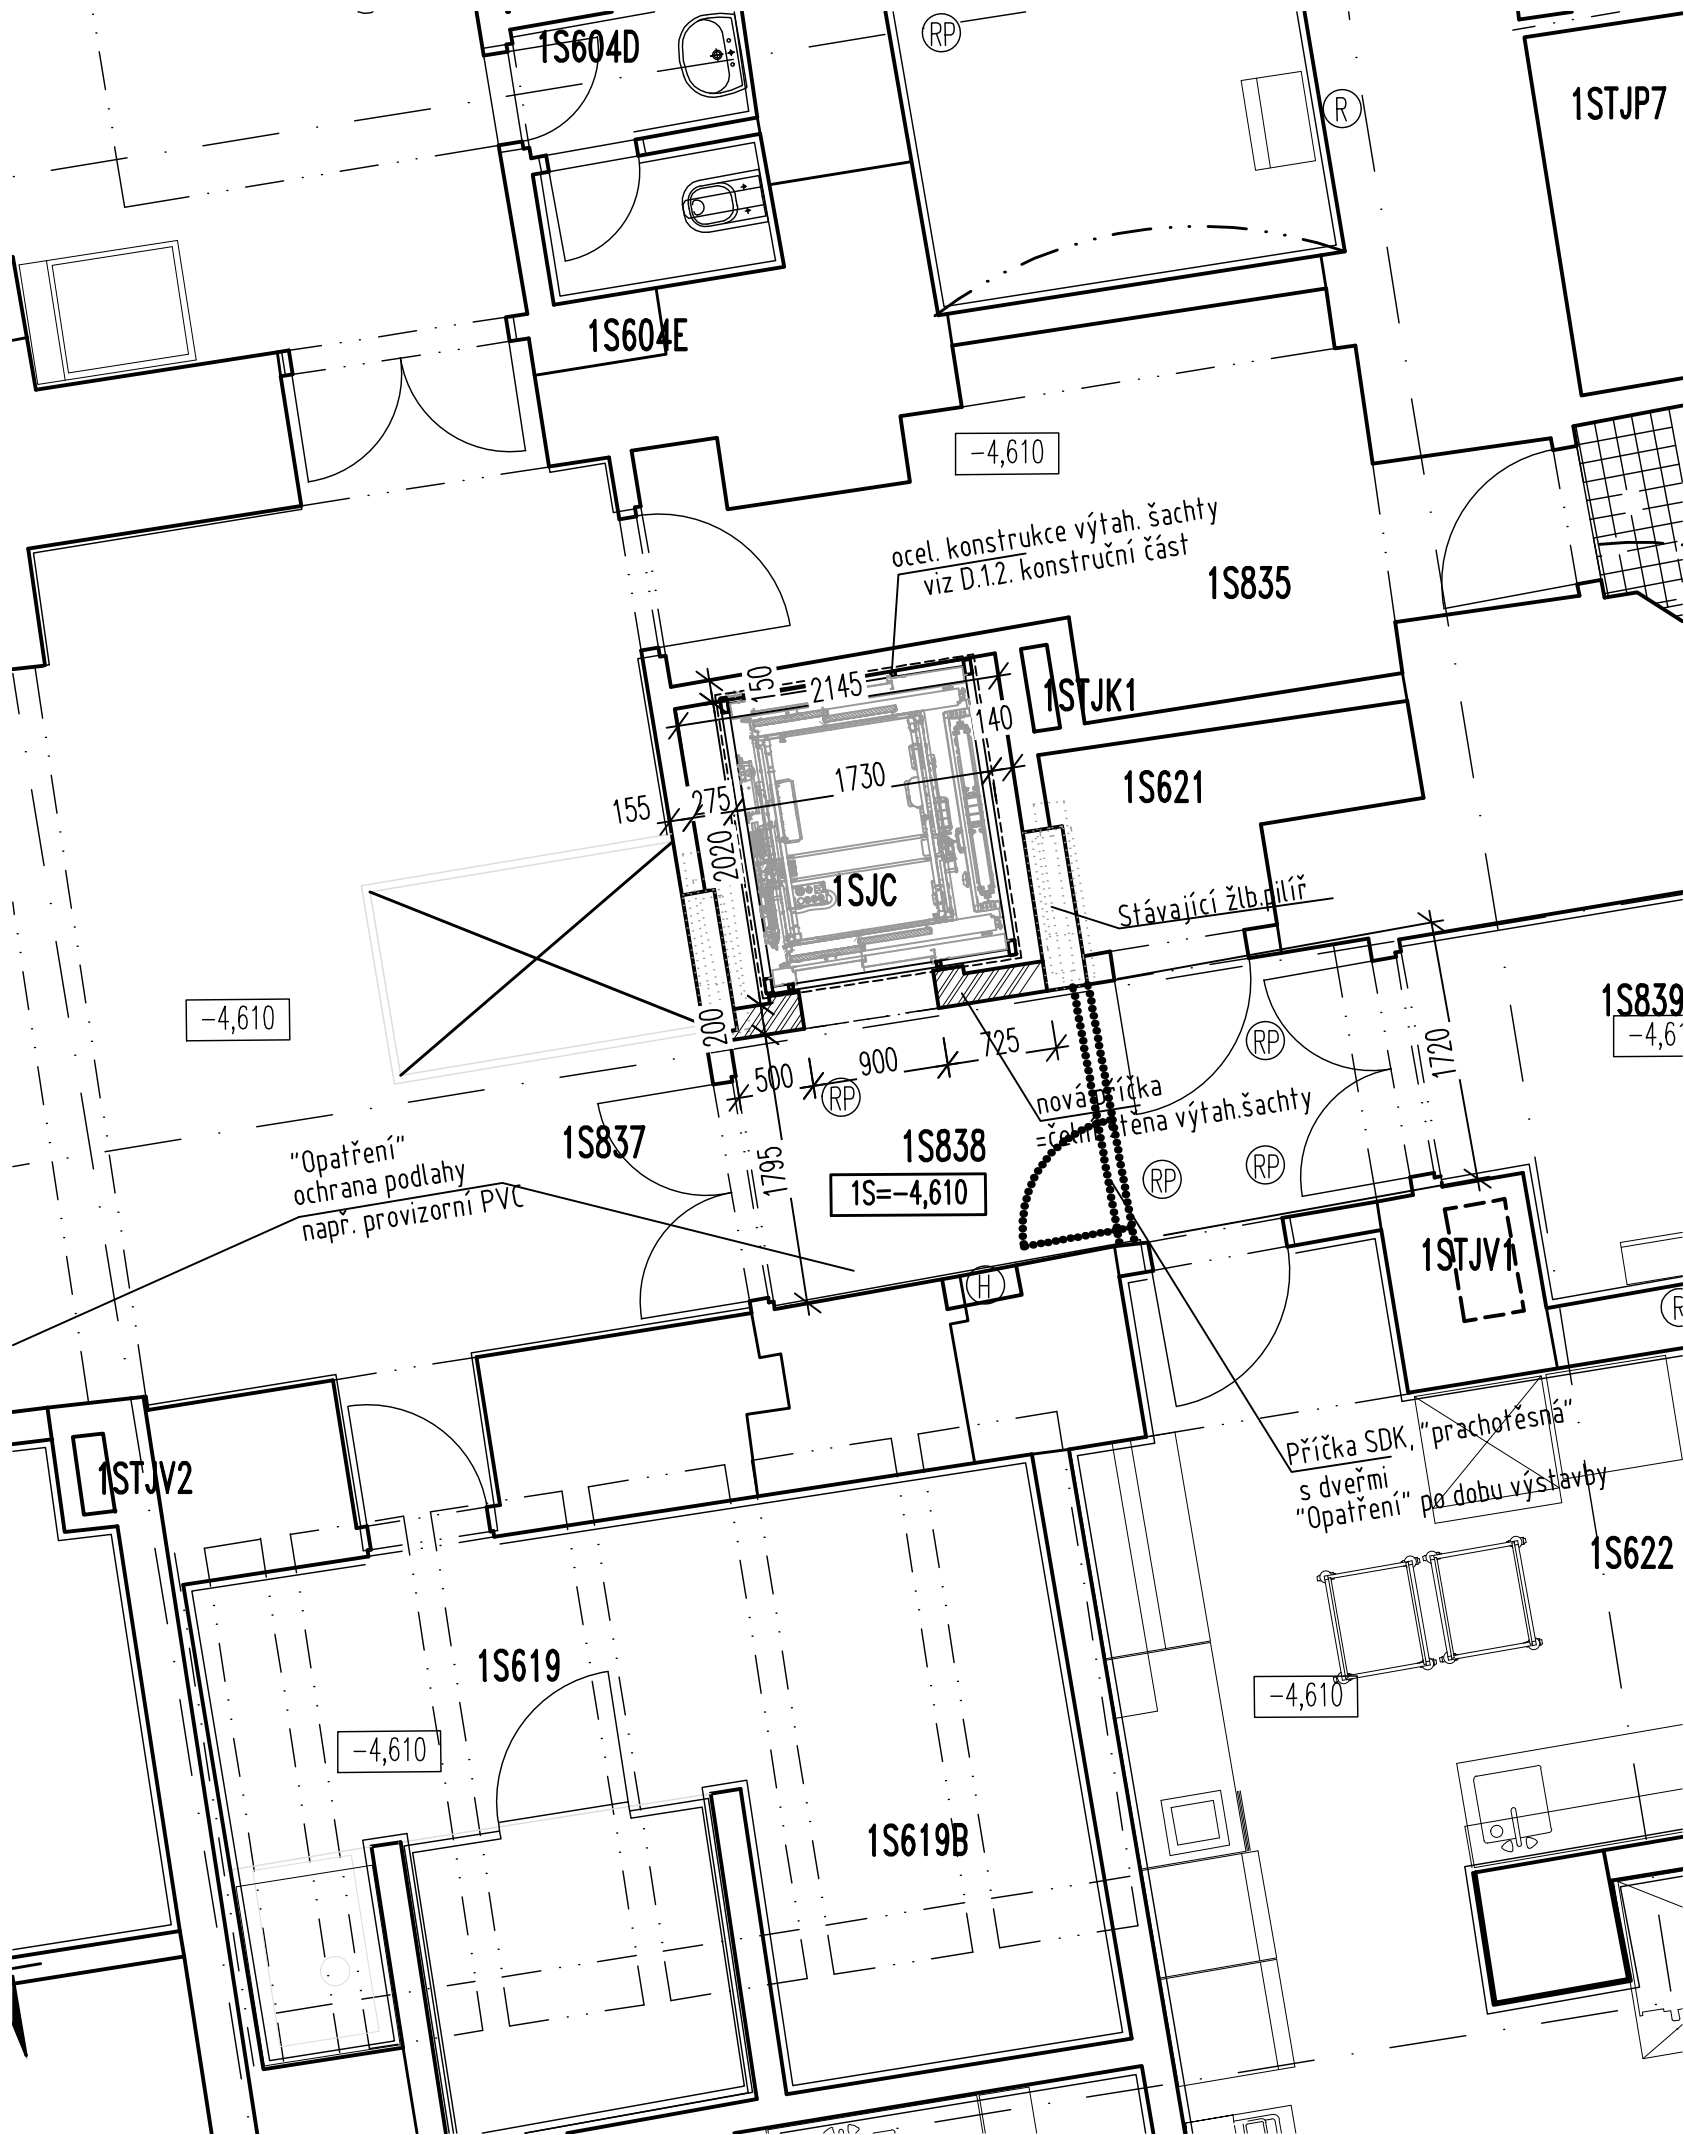 1S604D
RP
R
1STJP7
1S604E
-4,610
ocel. konstrukce výtah. šachty
viz D.1.2. konstruční část
1S835
150
2145
1STJK1
140
1730
1S621
155
275
2020
1SJC
Stávající žlb.pilíř
-4,610
200
1S839
1720
500
900
725
RP
RP
nová příčka
=čelní stěna výtah.šachty
1S837
1S838
1795
RP
RP
"Opatření"
ochrana podlahy
např. provizorní PVC
1S=-4,610
1STJV1
H
1STJV2
Příčka SDK, "prachotěsná"
s dveřmi
"Opatření" po dobu výstavby
1S622
1S619
-4,610
-4,610
1S619B